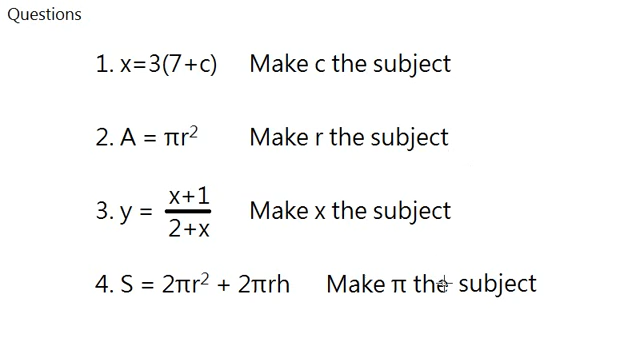 Questions
1. x=3(7+c) Make c the subject
2. A = πr² Make r the subject
3. y = x+1
2+x Make x the subject
4. S = 2πr² + 2πrh Make π the subject